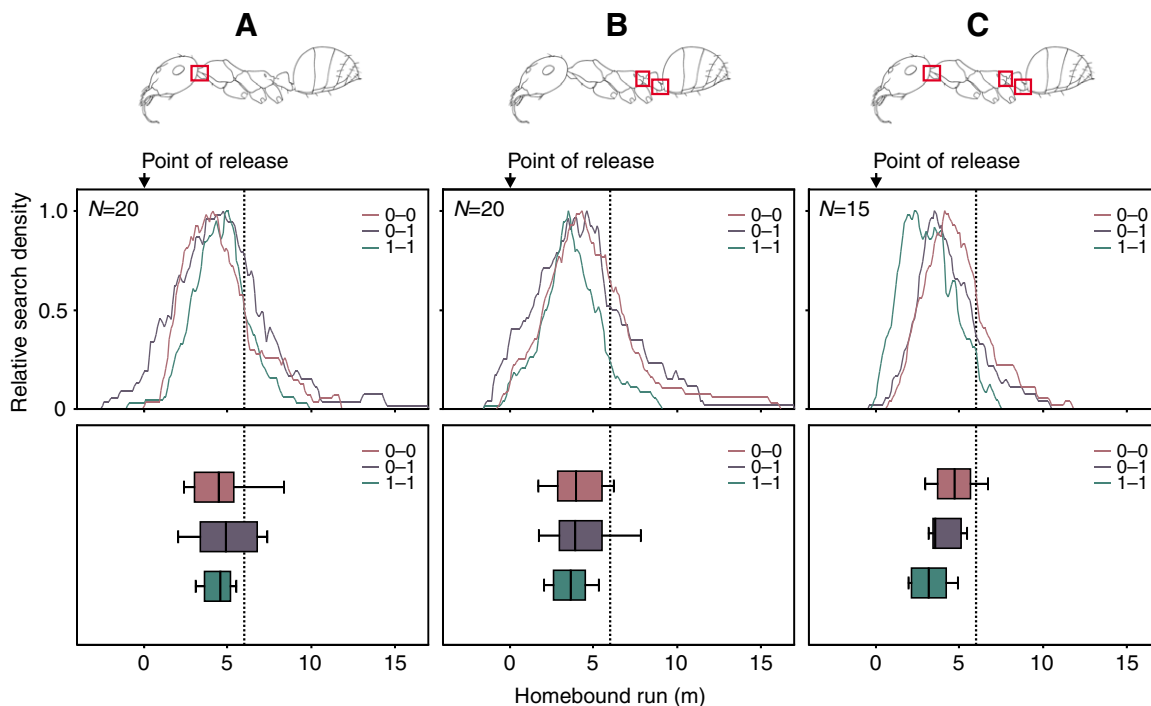 A
B
C
Point of release
Point of release
Point of release
Relative search density
1.0
0.5
0
N=20
0–0
0–1
1–1
N=20
0–0
0–1
1–1
N=15
0–0
0–1
1–1
0–0
0–1
1–1
0–0
0–1
1–1
0–0
0–1
1–1
0 5 10 15
0 5 10 15
0 5 10 15
Homebound run (m)